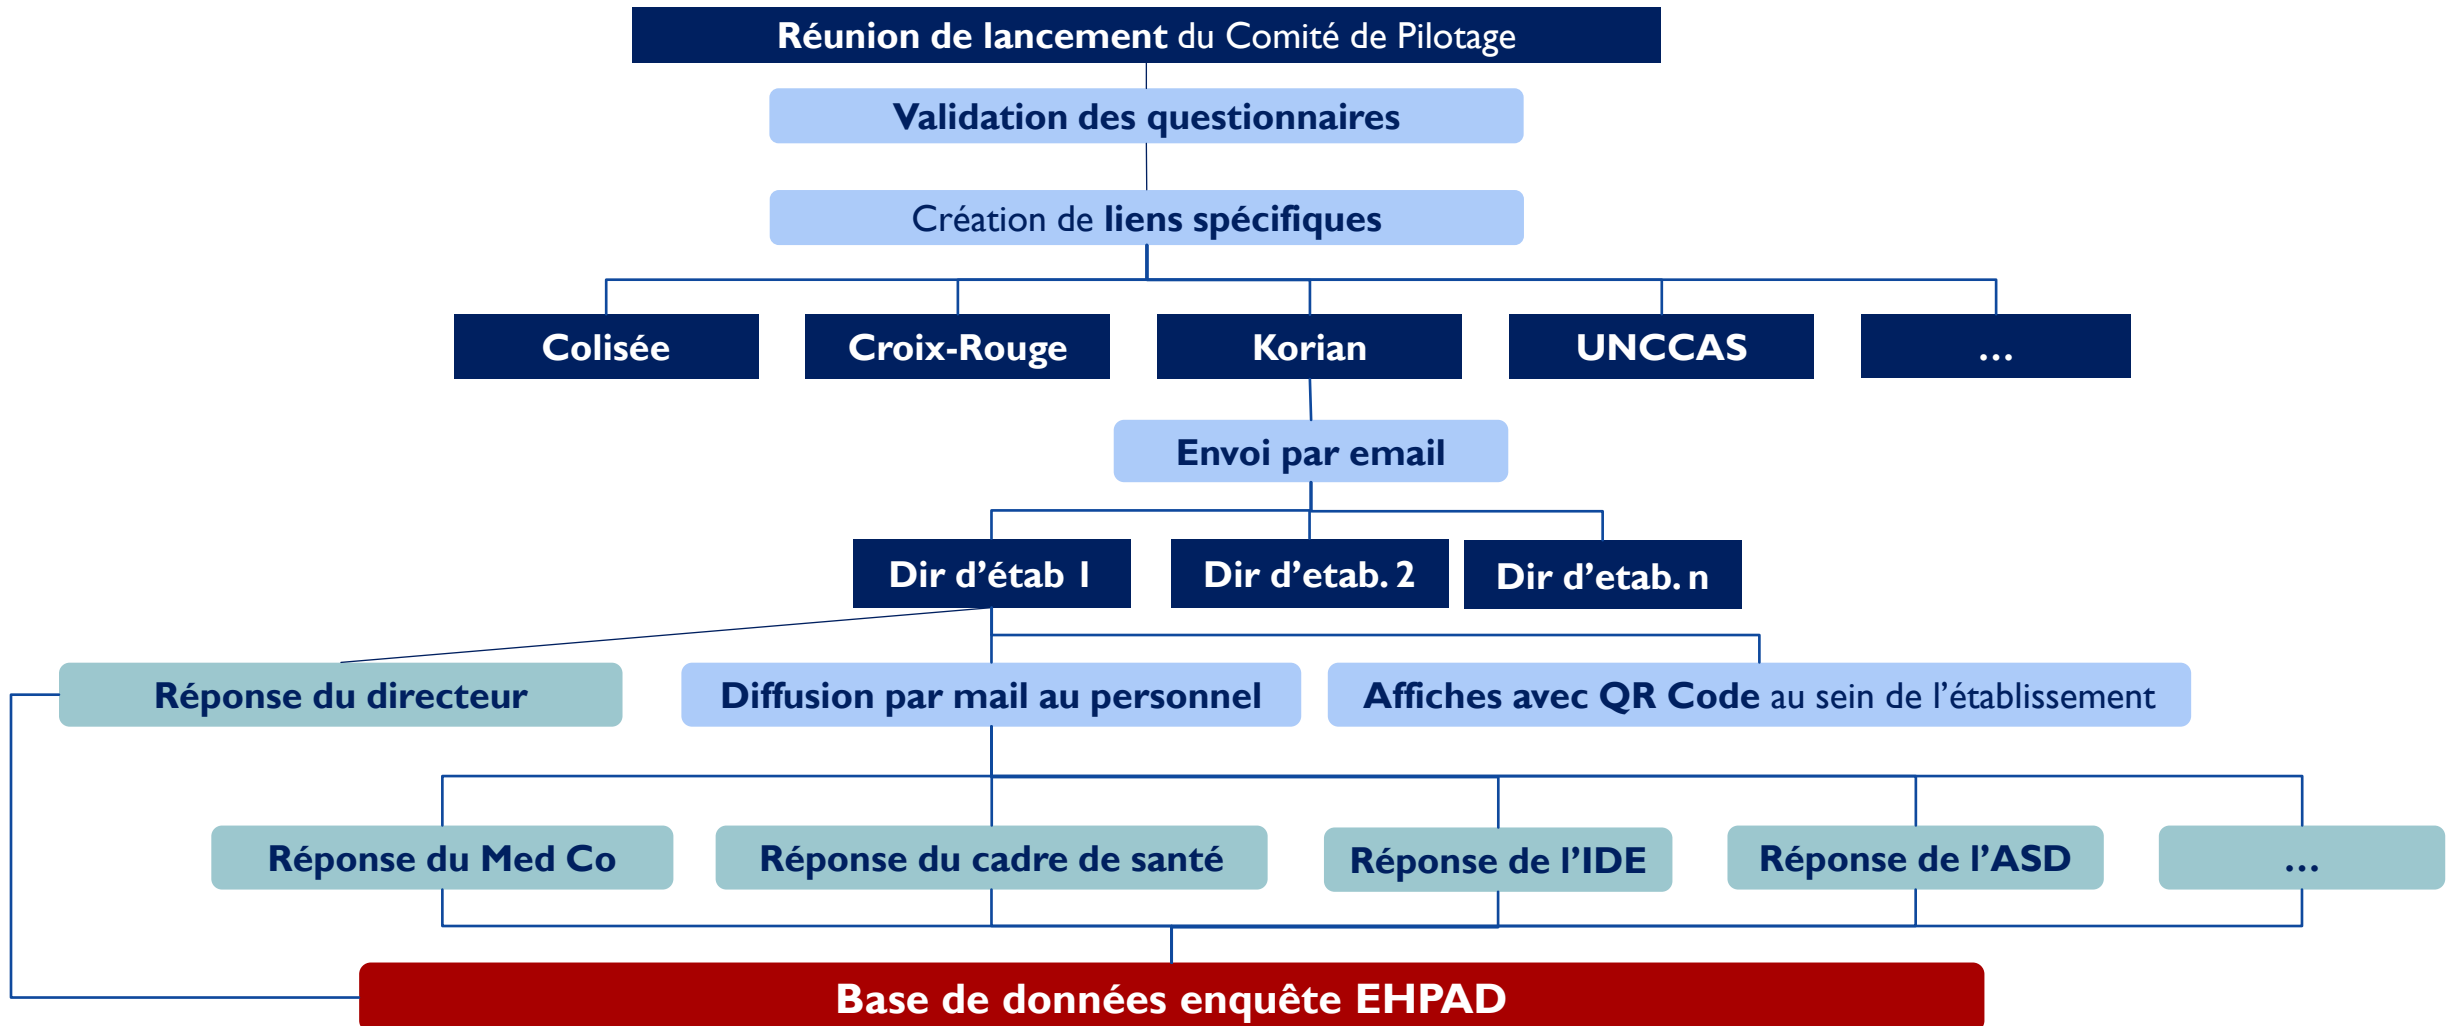 Réunion de lancement du Comité de Pilotage
Validation des questionnaires
Création de liens spécifiques
Colisée
Croix-Rouge
Korian
UNCCAS
...
Envoi par email
Dir d’étab 1
Dir d’etab. 2
Dir d’etab. n
Réponse du directeur
Diffusion par mail au personnel
Affiches avec QR Code au sein de l’établissement
Réponse du Med Co
Réponse du cadre de santé
Réponse de l’IDE
Réponse de l’ASD
...
Base de données enquête EHPAD